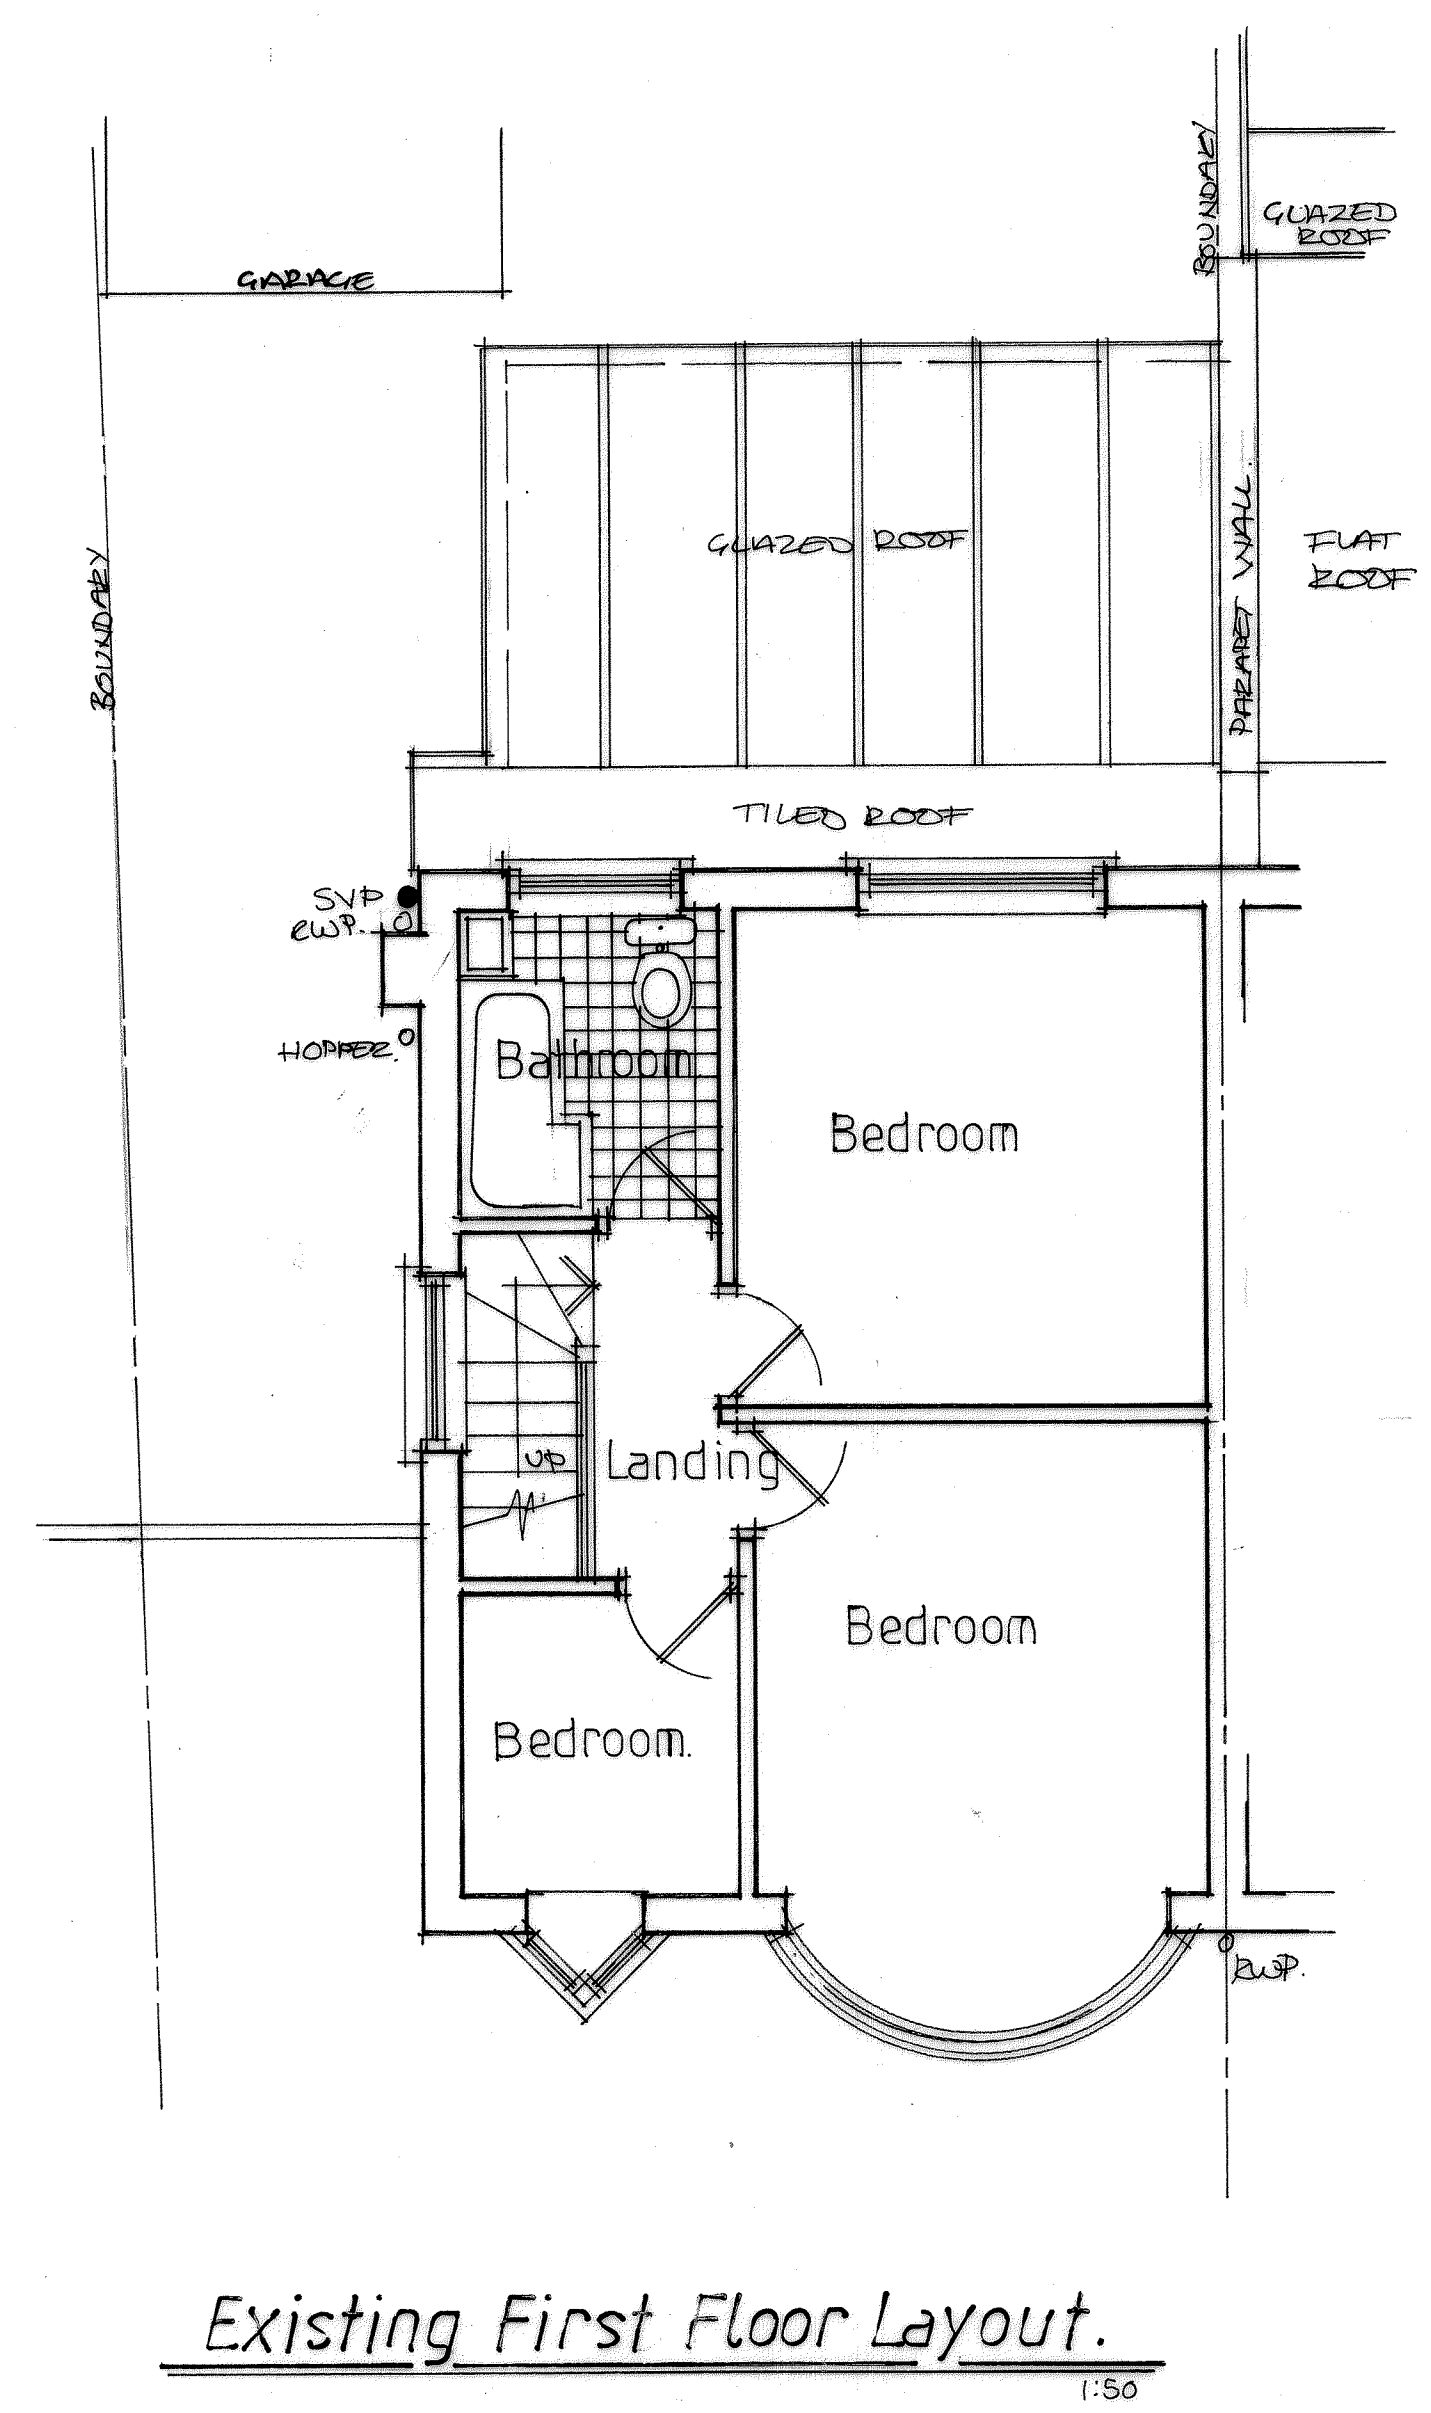 BOUNDARY
GLAZED
ROOF
GARAGE
GLAZED ROOF
PARAPET WALL.
FLAT
ROOF
BOUNDARY
TILED ROOF
SVP
RWP.
HOPPER.
Bathroom
Bedroom
UP
Landing
Bedroom
Bedroom.
RWP.
Existing First Floor Layout.
1:50